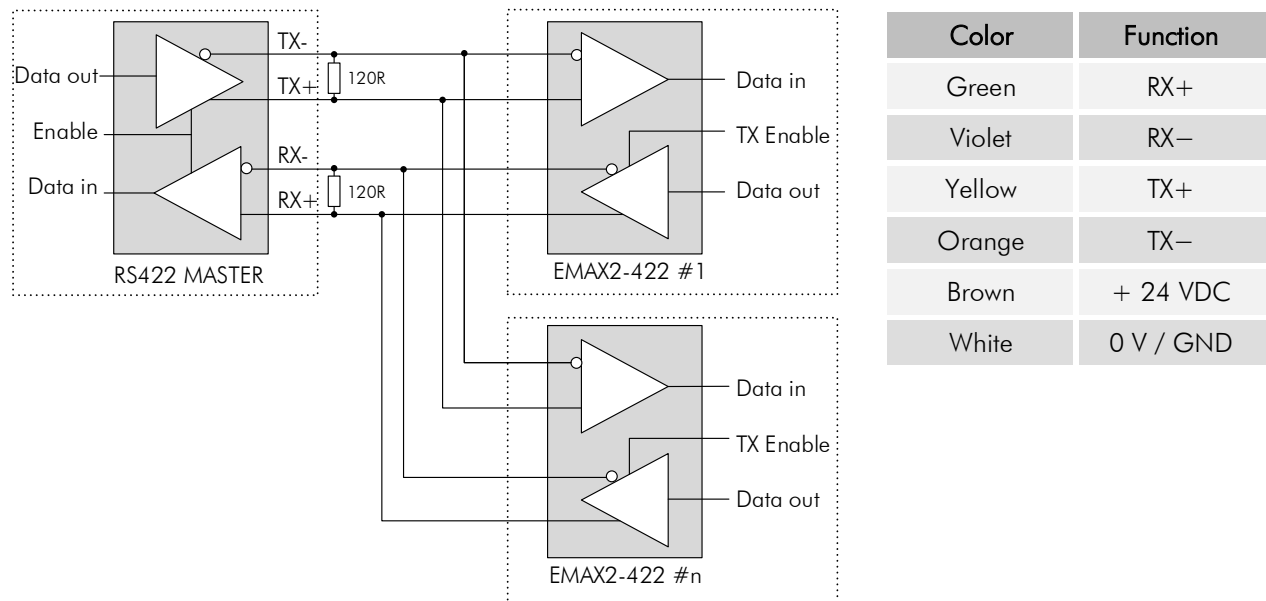 TX-
Data out
120R
TX+
Enable
RX-
Data in
120R
RX+
RS422 MASTER
Data in
TX Enable
Data out
EMAX2-422 #1
Data in
TX Enable
Data out
EMAX2-422 #n
Color Function
Green RX+
Violet RX−
Yellow TX+
Orange TX−
Brown + 24 VDC
White 0 V / GND